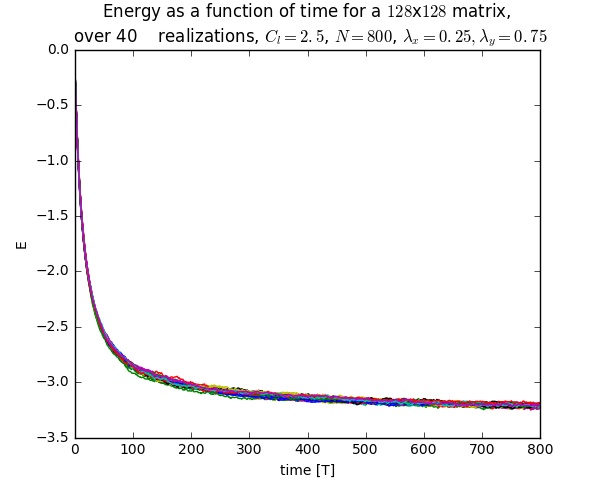 Energy as a function of time for a 128x128 matrix,
over 40 realizations, C_l = 2.5, N = 800, λ_x = 0.25, λ_y = 0.75
0.0
−0.5
−1.0
−1.5
−2.0
−2.5
−3.0
−3.5
E
0 100 200 300 400 500 600 700 800
time [T]